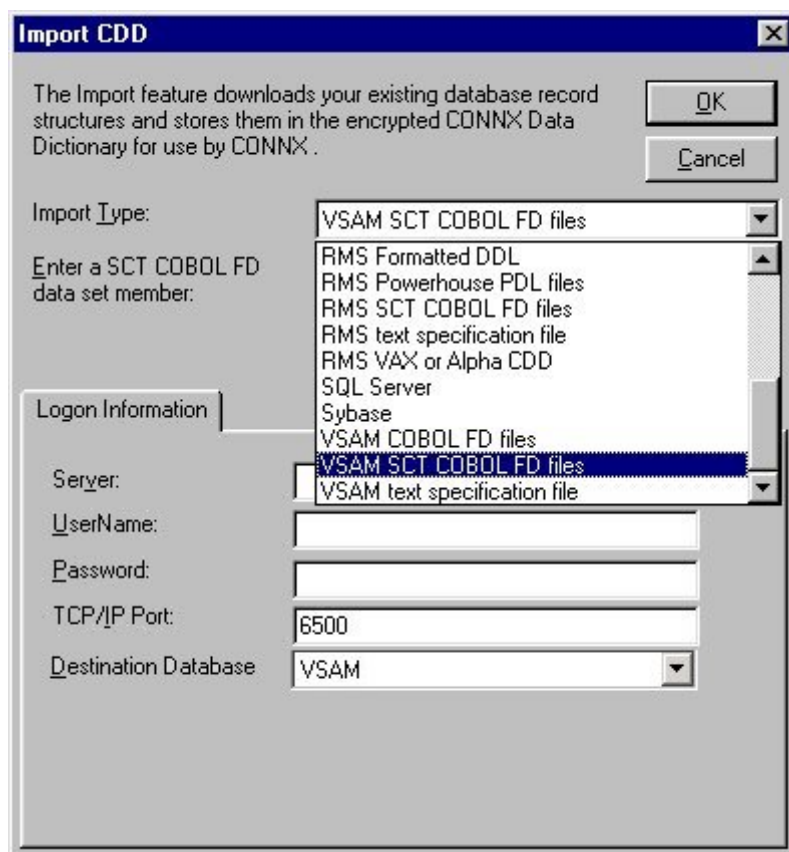 Import CDD
The Import feature downloads your existing database record
structures and stores them in the encrypted CONNX Data
Dictionary for use by CONNX .
OK
Cancel
Import Type:
VSAM SCT COBOL FD files
Enter a SCT COBOL FD
data set member:
RMS Formatted DDL
RMS Powerhouse PDL files
RMS SCT COBOL FD files
RMS text specification file
RMS VAX or Alpha CDD
SQL Server
Sybase
VSAM COBOL FD files
VSAM SCT COBOL FD files
VSAM text specification file
Logon Information
Server:
UserName:
Password:
TCP/IP Port:
6500
Destination Database
VSAM